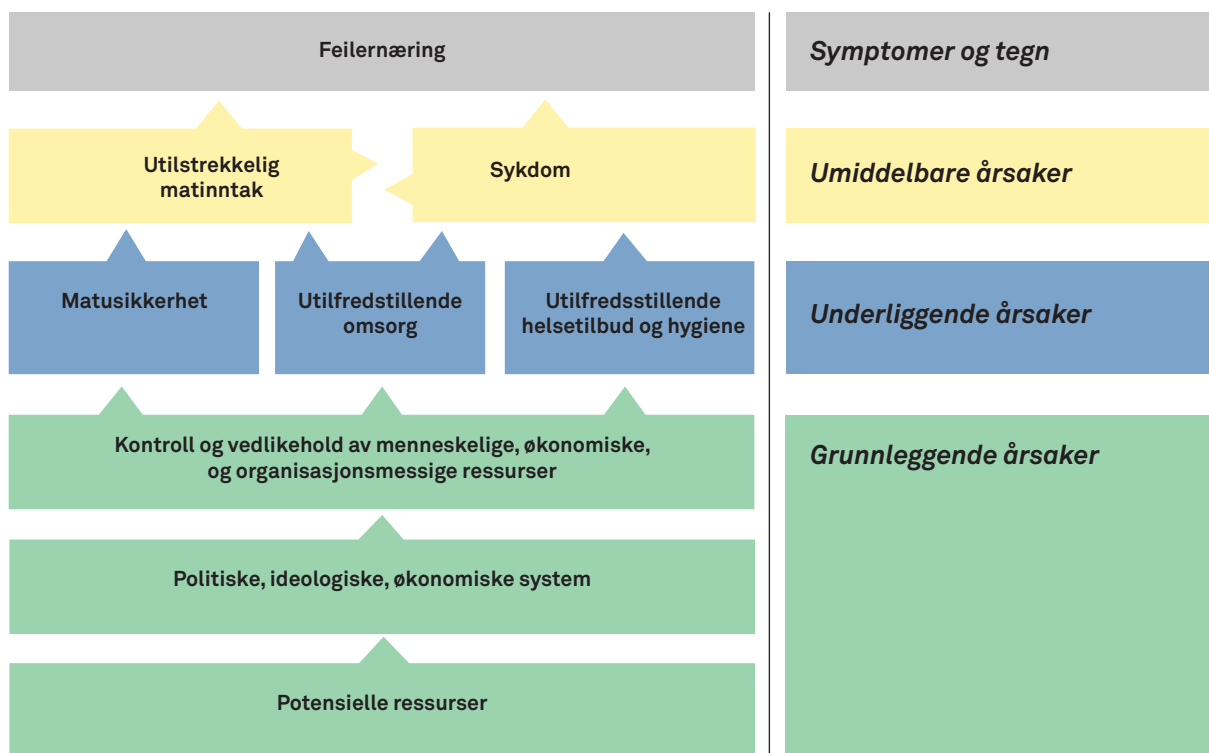 Feilernæring
Symptomer og tegn
Utilstrekkelig
matinntak
Sykdom
Umiddelbare årsaker
Matusikkerhet
Utilfredstillende
omsorg
Utilfredsstillende
helsetilbud og hygiene
Underliggende årsaker
Kontroll og vedlikehold av menneskelige, økonomiske,
og organisasjonsmessige ressurser
Grunnleggende årsaker
Politiske, ideologiske, økonomiske system
Potensielle ressurser